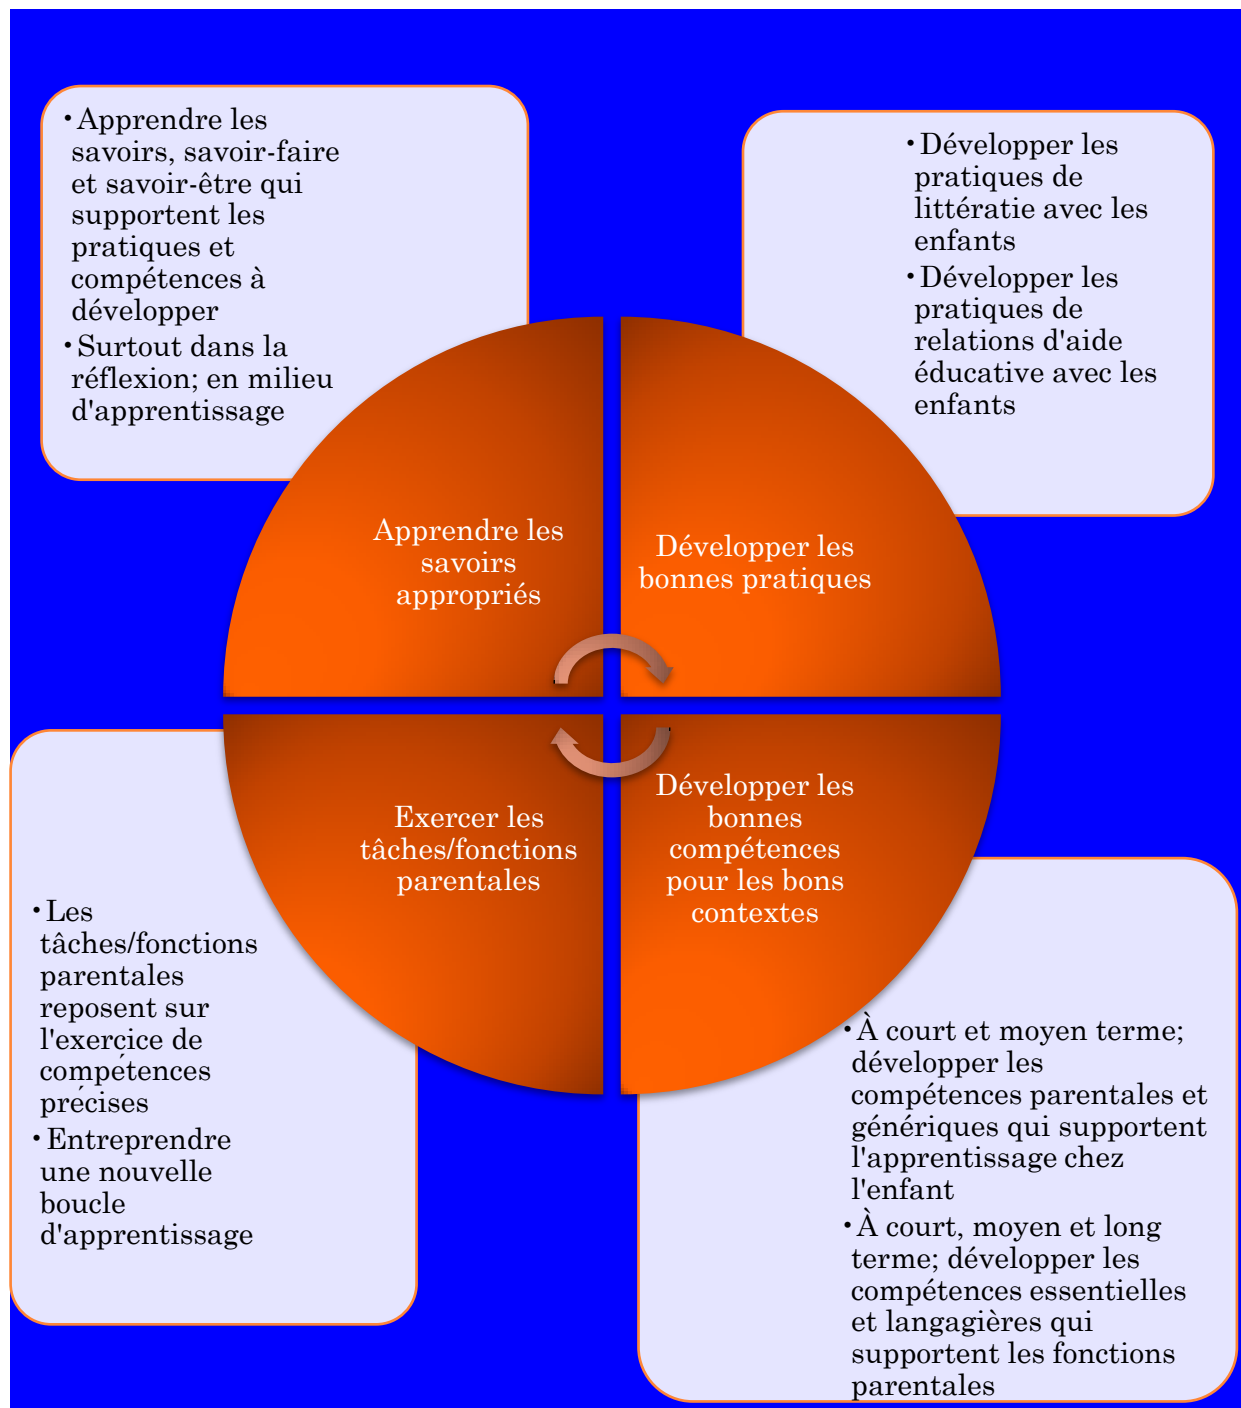 •Apprendre les
savoirs, savoir-faire
et savoir-être qui
supportent les
pratiques et
compétences à
développer
•Surtout dans la
réflexion; en milieu
d'apprentissage
•Développer les
pratiques de
littératie avec les
enfants
•Développer les
pratiques de
relations d'aide
éducative avec les
enfants
Apprendre les
savoirs
appropriés
Développer les
bonnes pratiques
Exercer les
tâches/fonctions
parentales
Développer les
bonnes
compétences
pour les bons
contextes
•Les
tâches/fonctions
parentales
reposent sur
l'exercice de
compétences
précises
•Entreprendre
une nouvelle
boucle
d'apprentissage
•À court et moyen terme;
développer les
compétences parentales et
génériques qui supportent
l'apprentissage chez
l'enfant
•À court, moyen et long
terme; développer les
compétences essentielles
et langagières qui
supportent les fonctions
parentales